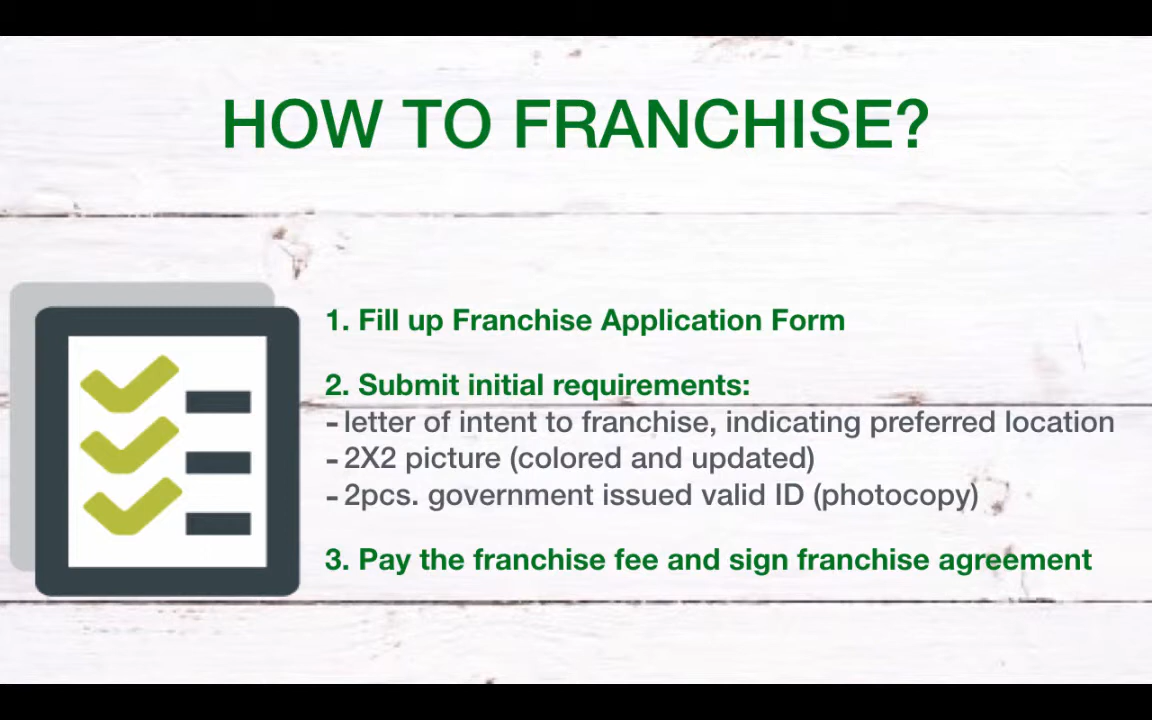 HOW TO FRANCHISE?
1. Fill up Franchise Application Form
2. Submit initial requirements:
- letter of intent to franchise, indicating preferred location
- 2X2 picture (colored and updated)
- 2pcs. government issued valid ID (photocopy)
3. Pay the franchise fee and sign franchise agreement